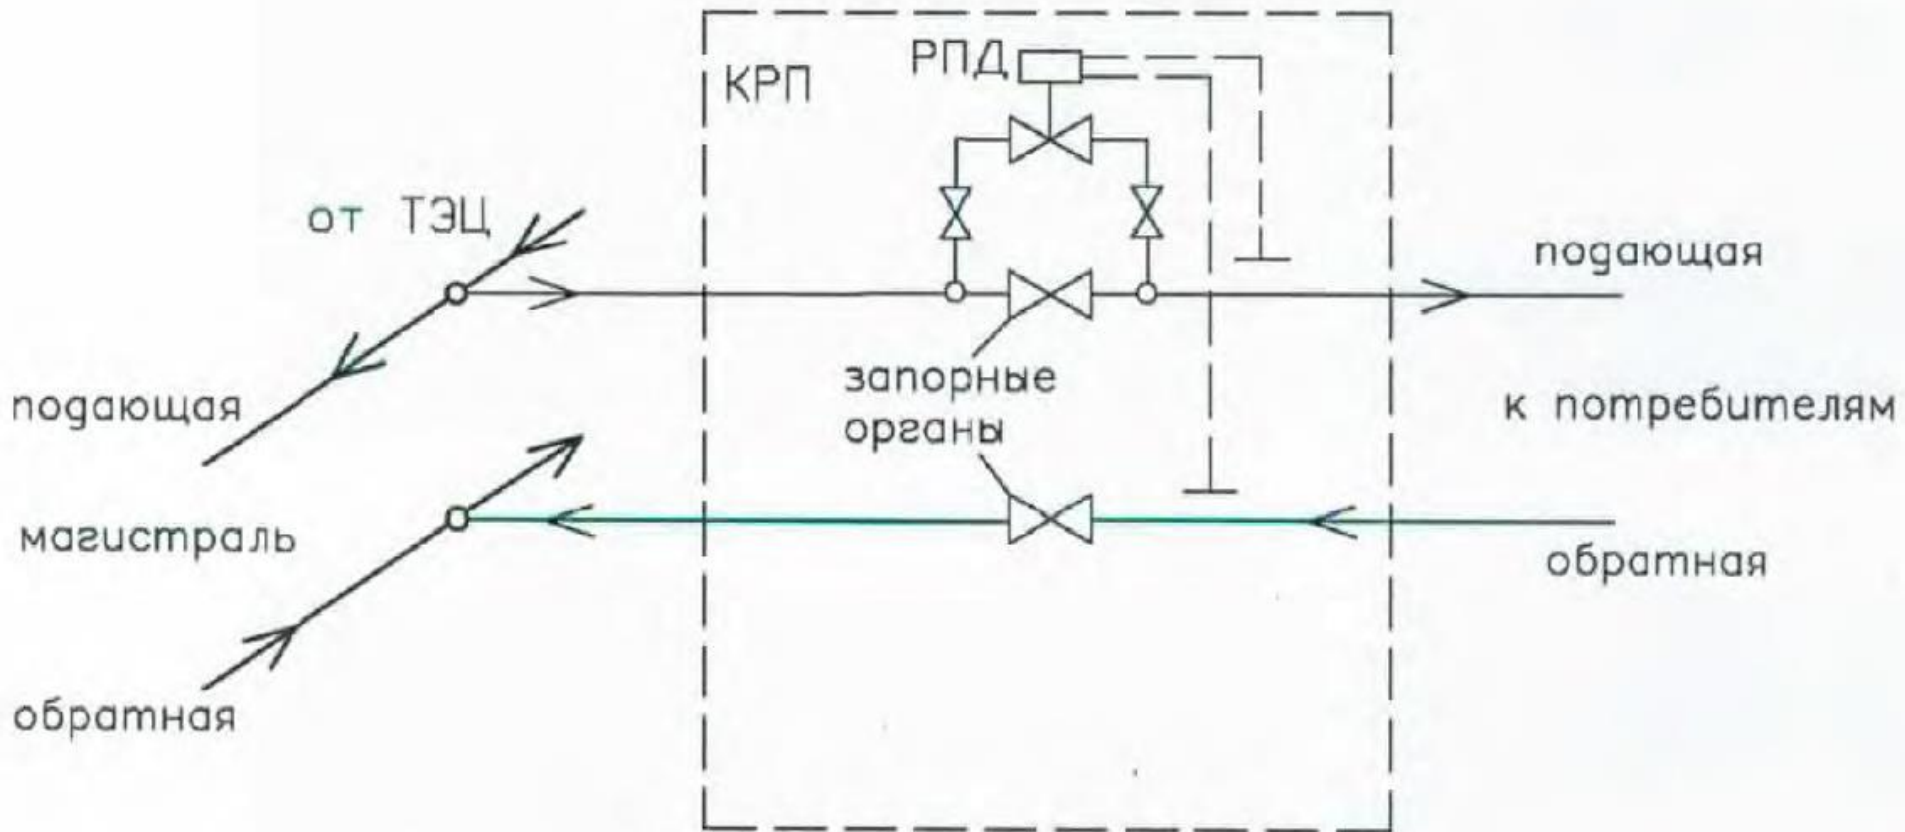 РПД
КРП
от ТЭЦ
подающая
запорные
органы
подающая
к потребителям
магистраль
обратная
обратная